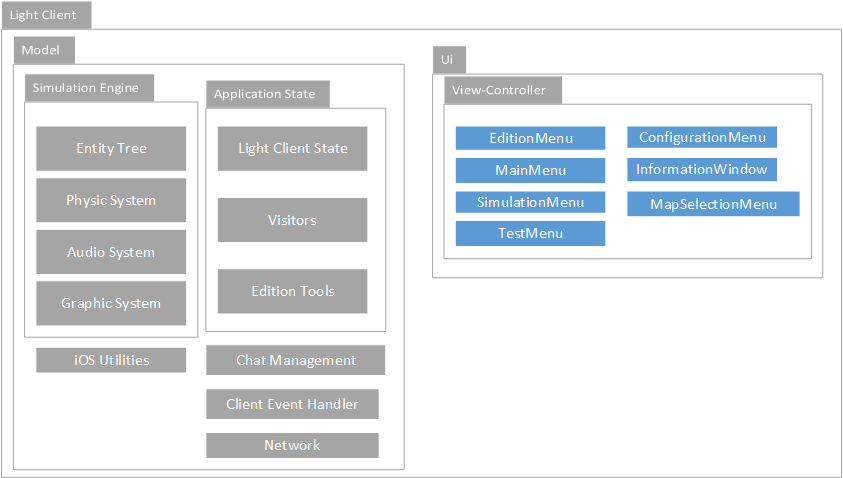 Light Client
Model
Simulation Engine
Entity Tree
Physic System
Audio System
Graphic System
iOS Utilities
Application State
Light Client State
Visitors
Edition Tools
Chat Management
Client Event Handler
Network
Ui
View-Controller
EditionMenu
MainMenu
SimulationMenu
TestMenu
ConfigurationMenu
InformationWindow
MapSelectionMenu